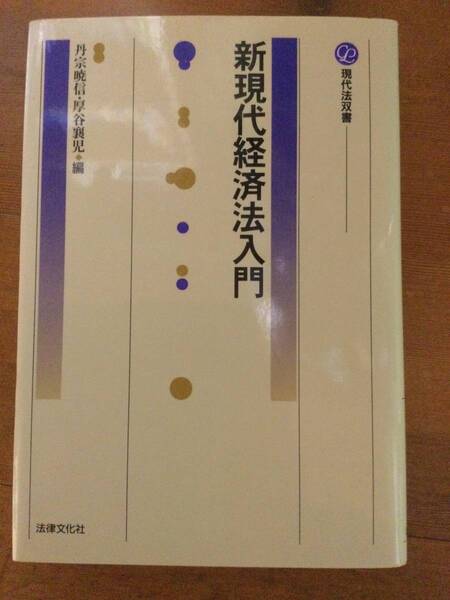 現代法双書
新現代経済法入門
丹宗暁信・厚谷襄児◆編
法律文化社